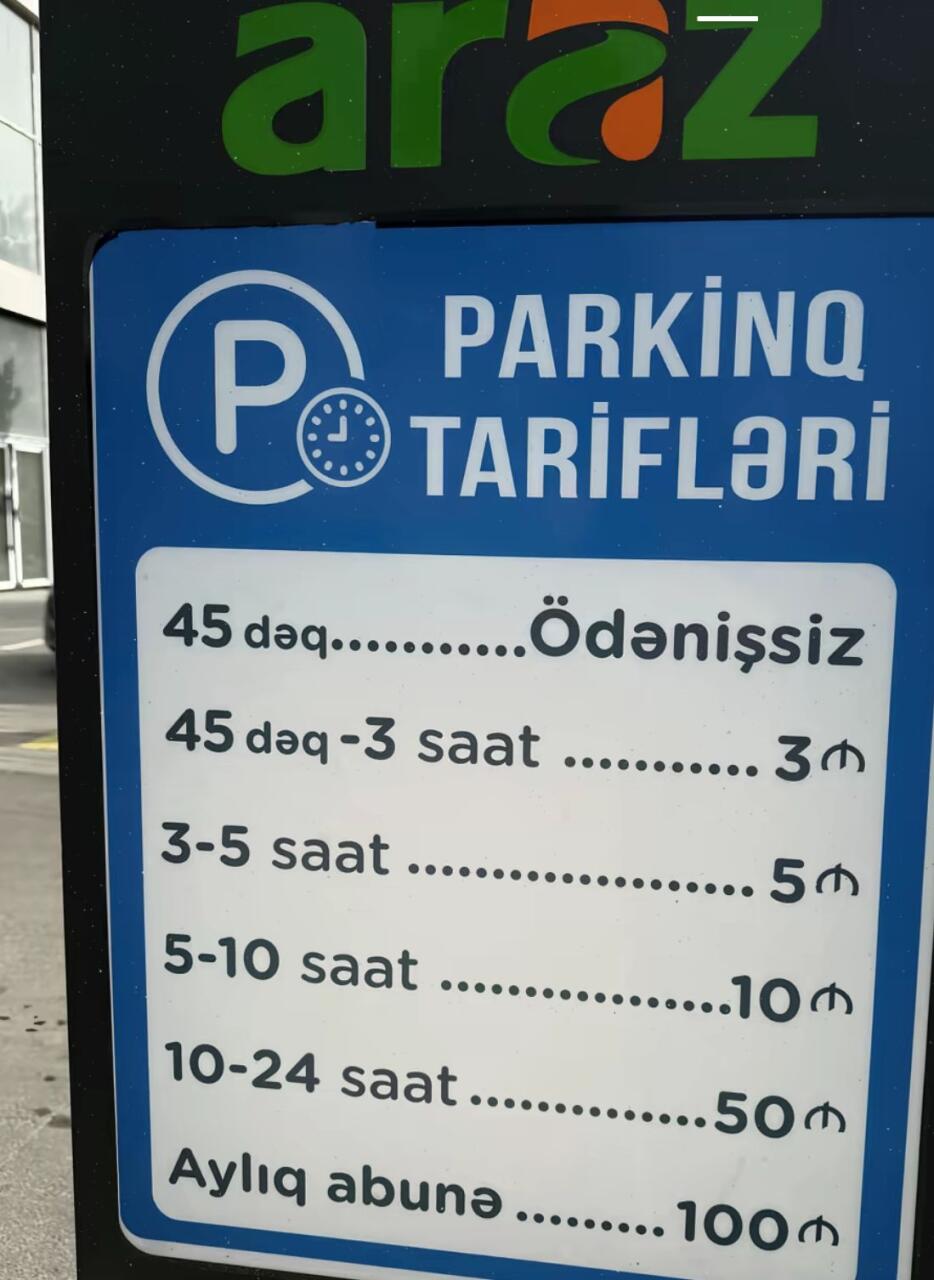 araz
P
PARKİNQ
TARİFLƏRİ
45 dəq...........Ödənişsiz
45 dəq -3 saat ........... 3 ₼
3-5 saat .................... 5 ₼
5-10 saat .................10 ₼
10-24 saat ..............50 ₼
Aylıq abunə ......... 100 ₼